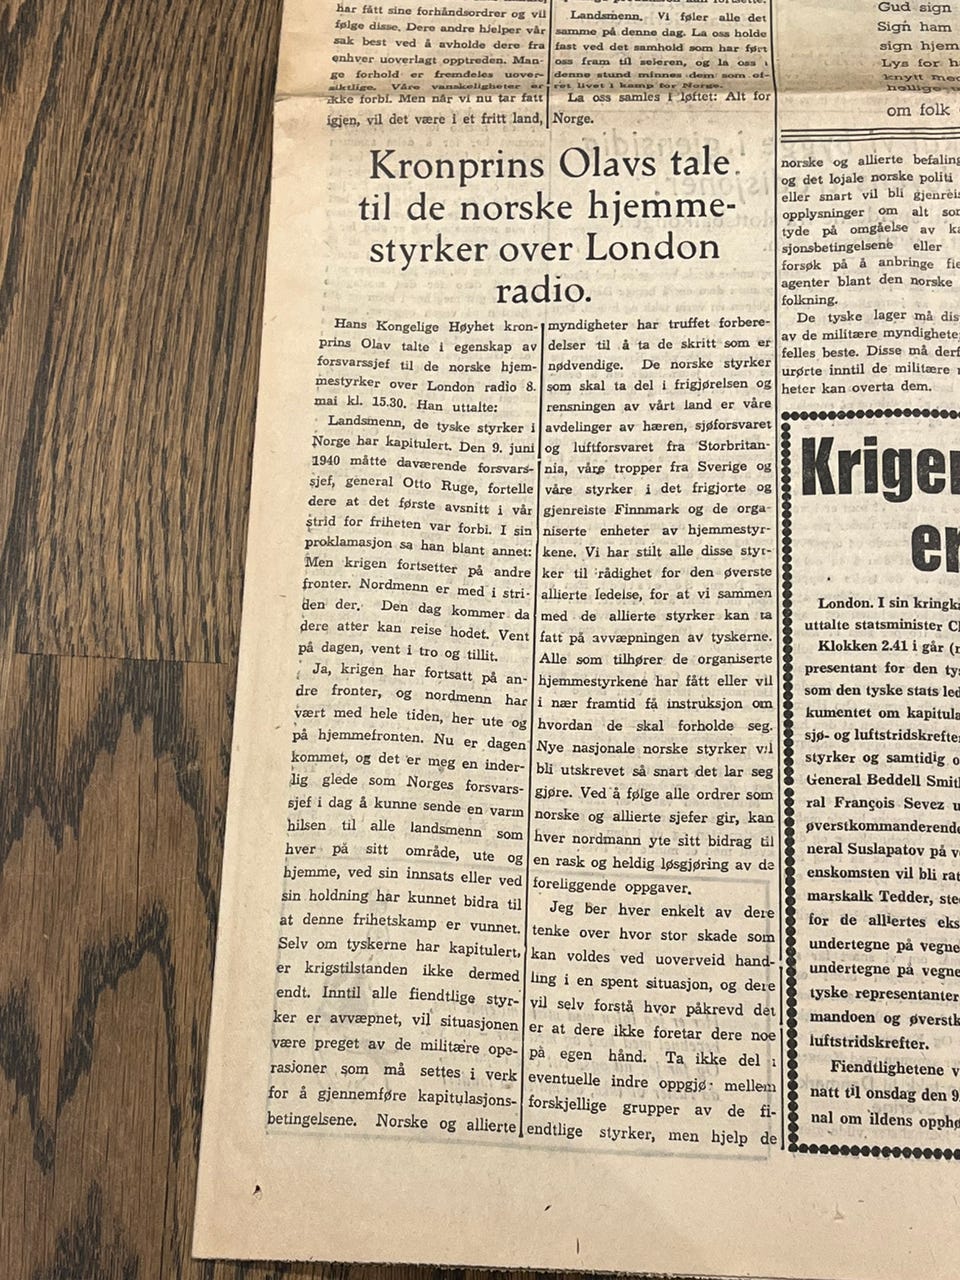 har fått sine forhåndsordrer og vil
følge disse. Dere andre hjelper vår
sak best ved å avholde dere fra
enhver uoverlagt opptreden. Man-
ge forhold er fremdeles uover-
siktlige. Våre vanskeligheter er
ikke forbi. Men når vi nu tar fatt
igjen, vil det være i et fritt land,
Landsmenn. Vi føler alle det
samme på denne dag. La oss holde
fast ved det samhold som har ført
oss fram til seieren, og la oss i
denne stund minnes dem som of-
ret livet i kamp for Norge.
La oss samles i løftet: Alt for
Norge.
Kronprins Olavs tale
til de norske hjemme-
styrker over London
radio.
Hans Kongelige Høyhet kron-
prins Olav talte i egenskap av
forsvarssjef til de norske hjem-
mestyrker over London radio 8.
mai kl. 15.30. Han uttalte:
Landsmenn, de tyske styrker i
Norge har kapitulert. Den 9. juni
1940 måtte daværende forsvars-
sjef, general Otto Ruge, fortelle
dere at det første avsnitt i vår
strid for friheten var forbi. I sin
proklamasjon sa han blant annet:
Men krigen fortsetter på andre
fronter. Nordmenn er med i stri-
den der. Den dag kommer da
dere atter kan reise hodet. Vent
på dagen, vent i tro og tillit.
Ja, krigen har fortsatt på an-
dre fronter, og nordmenn har
vært med hele tiden, her ute og
på hjemmefronten. Nu er dagen
kommet, og det er meg en inder-
lig glede som Norges forsvars-
sjef i dag å kunne sende en varm
hilsen til alle landsmenn som
hver på sitt område, ute og
hjemme, ved sin innsats eller ved
sin holdning har kunnet bidra til
at denne frihetskamp er vunnet.
Selv om tyskerne har kapitulert,
er krigstilstanden ikke dermed
endt. Inntil alle fiendtlige styr-
ker er avvæpnet, vil situasjonen
være preget av de militære ope-
rasjoner som må settes i verk
for å gjennemføre kapitulasjons-
betingelsene. Norske og allierte
myndigheter har truffet forbere-
delser til å ta de skritt som er
nødvendige. De norske styrker
som skal ta del i frigjørelsen og
rensningen av vårt land er våre
avdelinger av hæren, sjøforsvaret
og luftforsvaret fra Storbritan-
nia, våre tropper fra Sverige og
våre styrker i det frigjorte og
gjenreiste Finnmark og de orga-
niserte enheter av hjemmestyr-
kene. Vi har stilt alle disse styr-
ker til rådighet for den øverste
allierte ledelse, for at vi sammen
med de allierte styrker kan ta
fatt på avvæpningen av tyskerne.
Alle som tilhører de organiserte
hjemmestyrkene har fått eller vil
i nær framtid få instruksjon om
hvordan de skal forholde seg.
Nye nasjonale norske styrker vil
bli utskrevet så snart det lar seg
gjøre. Ved å følge alle ordrer som
norske og allierte sjefer gir, kan
hver nordmann yte sitt bidrag til
en rask og heldig løsgjøring av de
foreliggende oppgaver.
Jeg ber hver enkelt av dere
tenke over hvor stor skade som
kan voldes ved uoverveid hand-
ling i en spent situasjon, og dere
vil selv forstå hvor påkrevd det
er at dere ikke foretar dere noe
på egen hånd. Ta ikke del i
eventuelle indre oppgjør mellem
forskjellige grupper av de fi-
endtlige styrker, men hjelp de
Gud sign
Sign ham
sign hjem
Lys for
knytt
om folk
norske og allierte
og det lojale norske politi
eller snart vil bli
opplysninger om alt
tyde på omgåelse av
sjonsbetingelsene eller
forsøk på å anbringe
agenter blant den norske
folkning.
De tyske lager må
av de militære
felles beste. Disse må
urørte inntil de militære
heter kan overta dem.
Krigen
er
London. I sin
uttalte statsminister
Klokken 2.41 i går
presentant for den
som den tyske stats
kumentet om
sjø- og
styrker og samtidig
General Beddell
ral François Sevez
øverstkommanderende
neral Suslapatov på
enskomsten vil bli
marskalk Tedder,
for de alliertes
undertegne på vegne
undertegne på vegne
tyske representanter
mandoen og
luftstridskrefter.
Fiendtlighetene
natt til onsdag den
nal om ildens